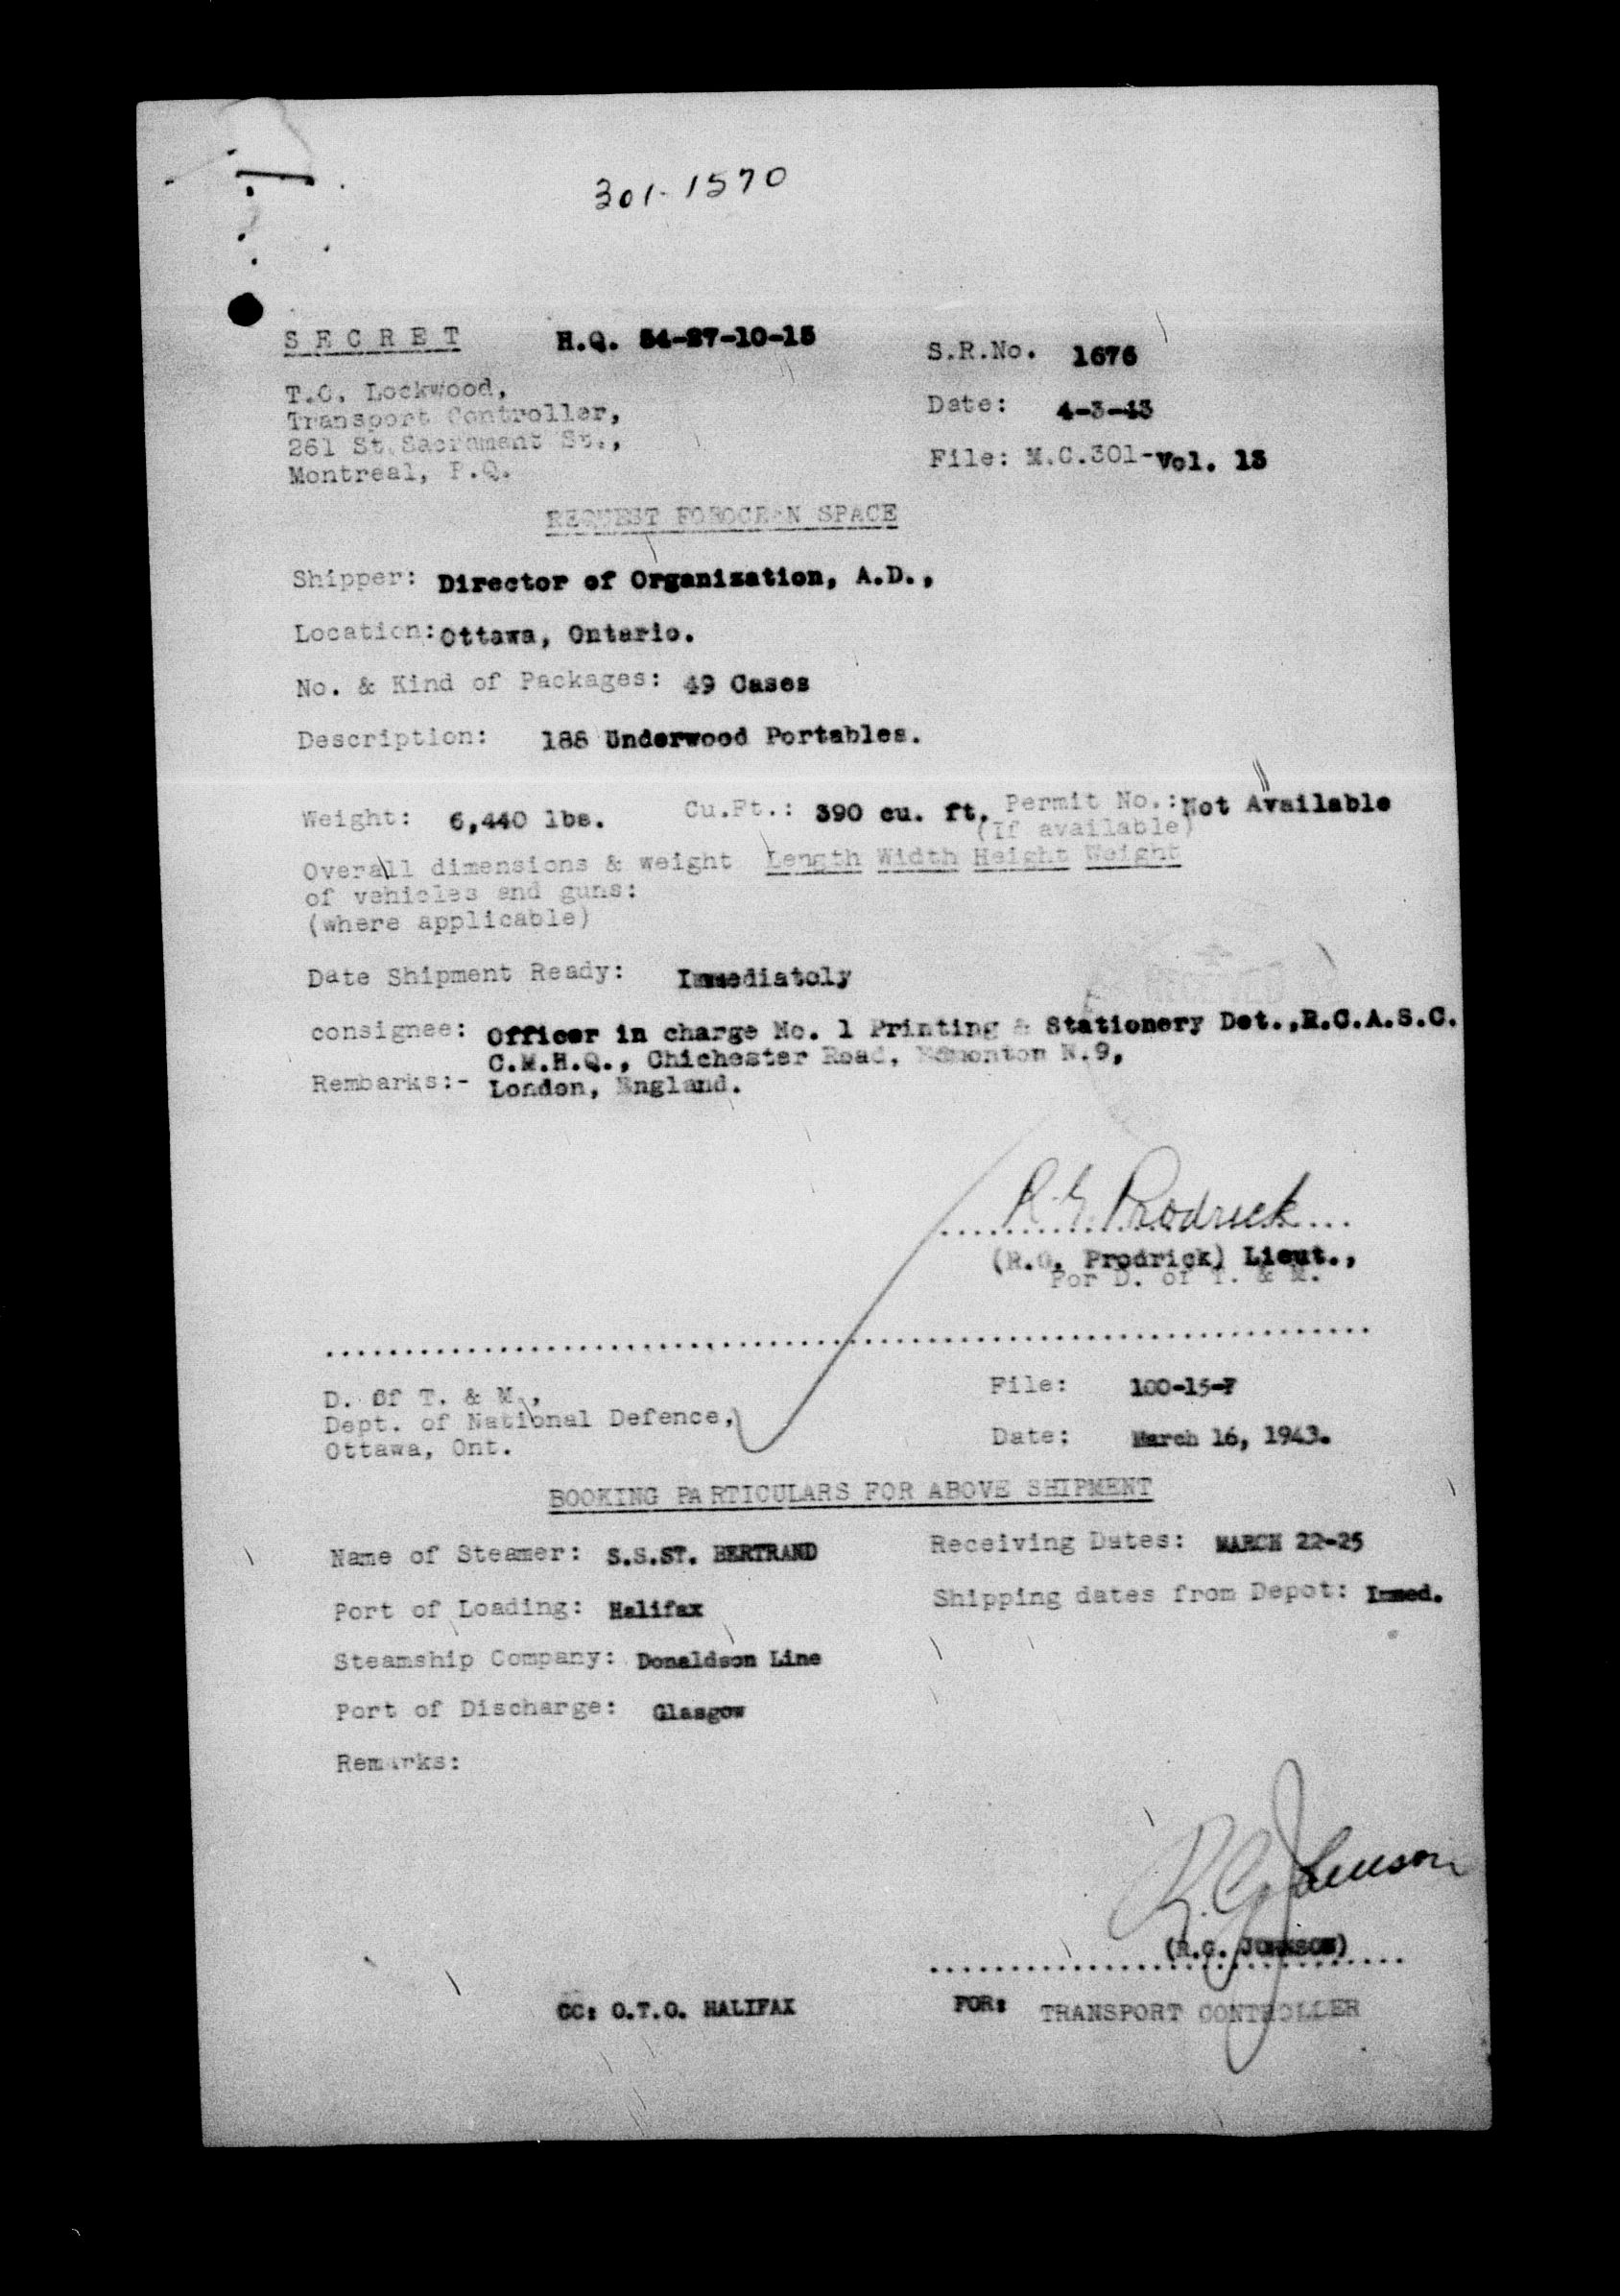 301-1570
SECRET H.Q. 54-27-10-15 S.R.No. 1676
T.C. Lockwood,
Transport Controller, Date: 4-3-43
261 St.Sacrament St.,
Montreal, P.Q. File: M.C.301-Vol. 13
REQUEST FOROCEAN SPACE
Shipper: Director of Organization, A.D.,
Location: Ottawa, Ontario.
No. & Kind of Packages: 49 Cases
Description: 188 Underwood Portables.
Weight: 6,440 lbs. Cu.Ft.: 390 cu. ft. Permit No.: Not Available
(If available)
Overall dimensions & weight Length Width Height Weight
of vehicles and guns:
(where applicable)
Date Shipment Ready: Immediately
RECEIVED
consignee: Officer in charge No. 1 Printing & Stationery Det.,R.C.A.S.C.
C.M.H.Q., Chichester Road, Edmonton N.9,
Rembarks:- London, England.
R.G. Prodrick
(R.G. Prodrick) Lieut.,
For D. of T. & M.
D. Of T. & M., File: 100-15-7
Dept. of National Defence,
Ottawa, Ont. Date: March 16, 1943.
BOOKING PARTICULARS FOR ABOVE SHIPMENT
Name of Steamer: S.S.ST. BERTRAND Receiving Dates: MARCH 22-25
Port of Loading: Halifax Shipping dates from Depot: Immed.
Steamship Company: Donaldson Line
Port of Discharge: Glasgow
Remarks:
R.G. Johnson
(R.G. JOHNSON)
CC: O.T.O. HALIFAX FOR: TRANSPORT CONTROLLER